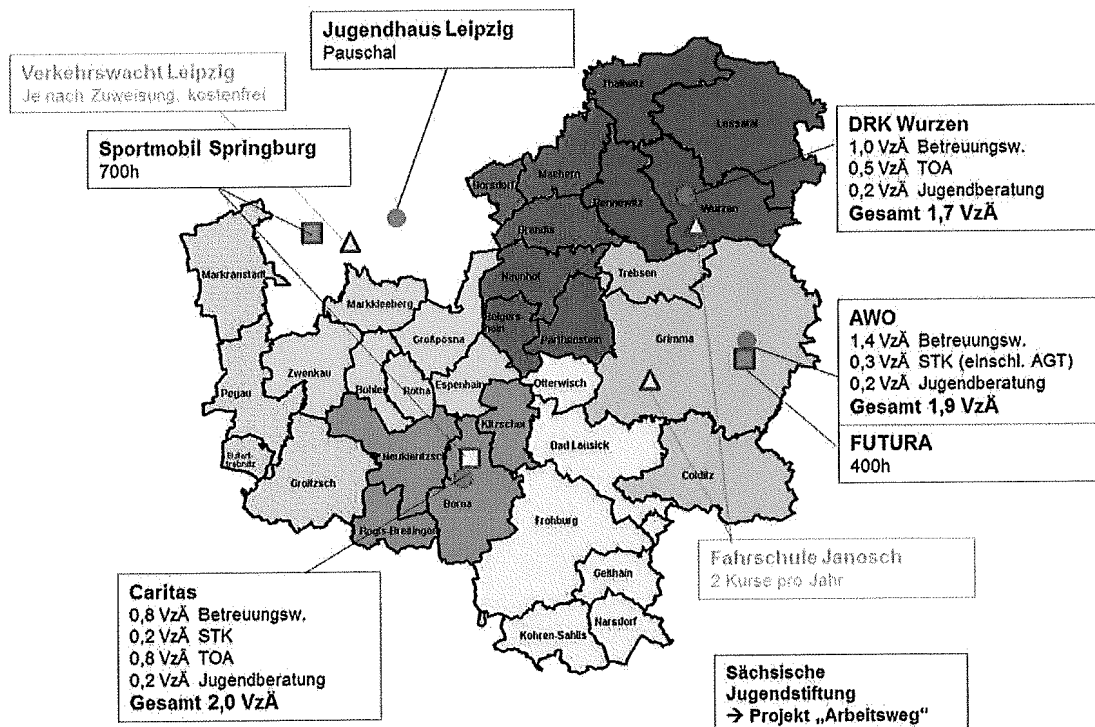 Jugendhaus Leipzig
Pauschal
Verkehrswacht Leipzig
Je nach Zuweisung, kostenfrei
Sportmobil Springburg
700h
DRK Wurzen
1,0 VzÄ Betreuungsw.
0,5 VzÄ TOA
0,2 VzÄ Jugendberatung
Gesamt 1,7 VzÄ
Thallwitz
Lossatal
Machern
Borsdorf
Bennewitz
Wurzen
Brandis
Naunhof
Trebsen
Markranstädt
Markkleeberg
Großposna
Belgers-
hain
Parthenstein
Grimma
AWO
1,4 VzÄ Betreuungsw.
0,3 VzÄ STK (einschl. AGT)
0,2 VzÄ Jugendberatung
Gesamt 1,9 VzÄ
FUTURA
400h
Zwenkau
Pegau
Böhlen
Rötha
Espenhain
Otterwisch
Kitzscher
Bad Lausick
Neukieritzsch
Groitzsch
Colditz
Borna
Regis-Breitingen
Frohburg
Geithain
Kohren-Sahlis
Narsdorf
Fahrschule Janosch
2 Kurse pro Jahr
Caritas
0,8 VzÄ Betreuungsw.
0,2 VzÄ STK
0,8 VzÄ TOA
0,2 VzÄ Jugendberatung
Gesamt 2,0 VzÄ
Sächsische
Jugendstiftung
→ Projekt „Arbeitsweg“